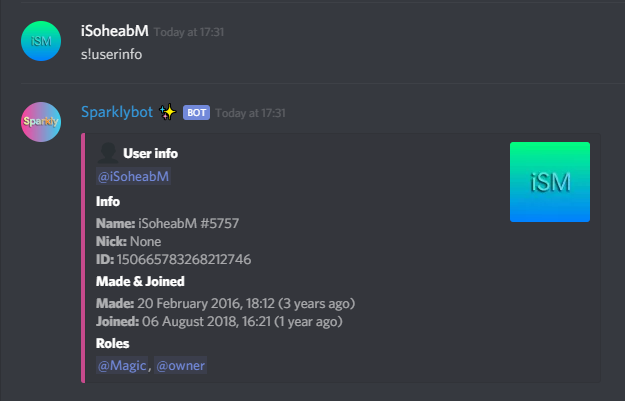 iSM
iSoheabM Today at 17:31
s!userinfo
Sparkly
Sparklybot ✨ BOT Today at 17:31
👤 User info
@iSoheabM
iSM
Info
Name: iSoheabM #5757
Nick: None
ID: 150665783268212746
Made & Joined
Made: 20 February 2016, 18:12 (3 years ago)
Joined: 06 August 2018, 16:21 (1 year ago)
Roles
@Magic, @owner